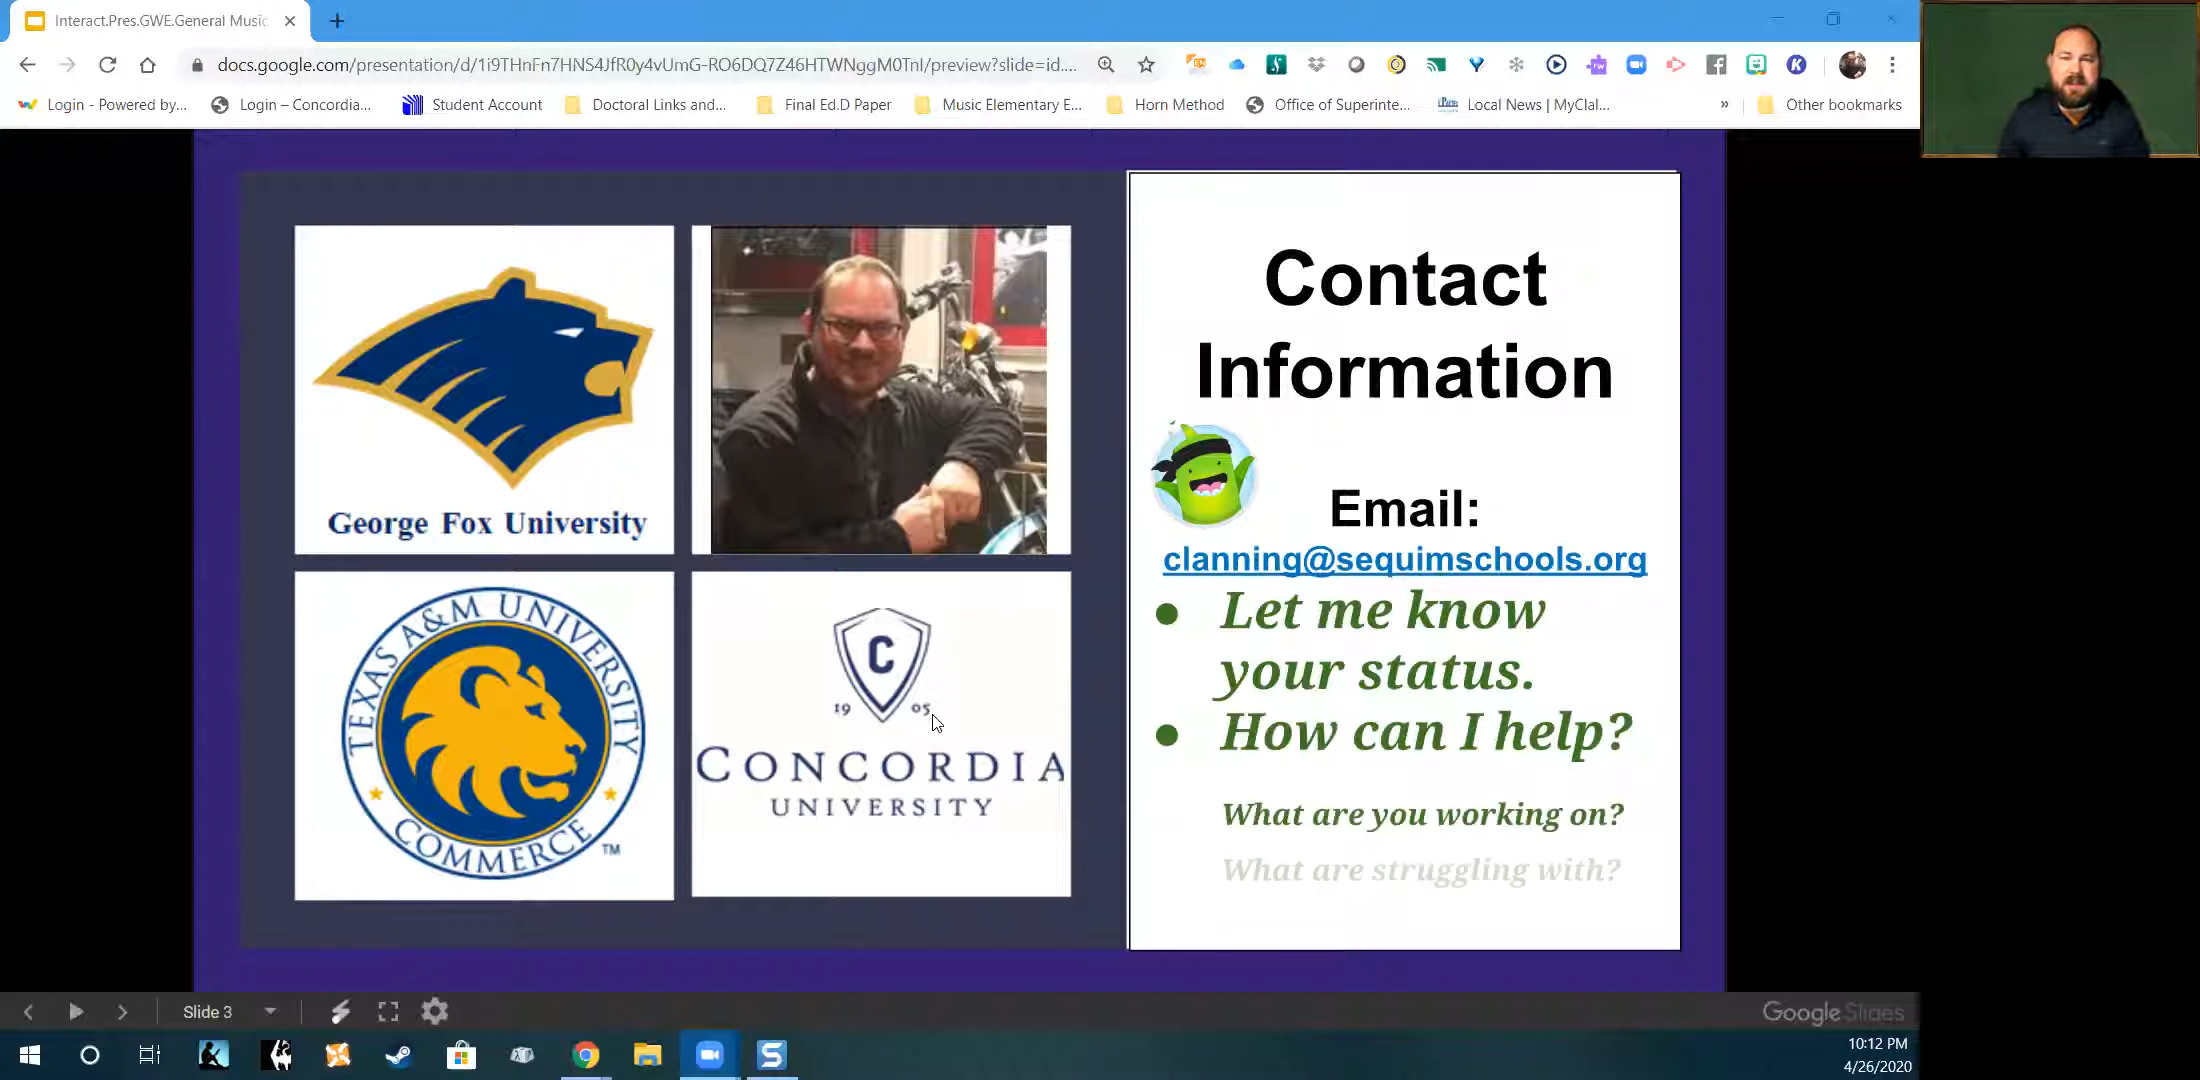 Interact.Pres.GWE.General Music
docs.google.com/presentation/d/1i9THnFn7HNS4JfR0y4vUmG-RO6DQ7Z46HTWNggM0TnI/preview?slide=id....
Login - Powered by...
Login – Concordia...
Student Account
Doctoral Links and...
Final Ed.D Paper
Music Elementary E...
Horn Method
Office of Superinte...
Local News | MyClal...
»
Other bookmarks
George Fox University
TEXAS A&M UNIVERSITY
COMMERCE
TM
C
19 05
CONCORDIA
UNIVERSITY
Contact
Information
Email:
clanning@sequimschools.org
● Let me know
your status.
● How can I help?
What are you working on?
What are struggling with?
Slide 3
Google Slides
10:12 PM
4/26/2020